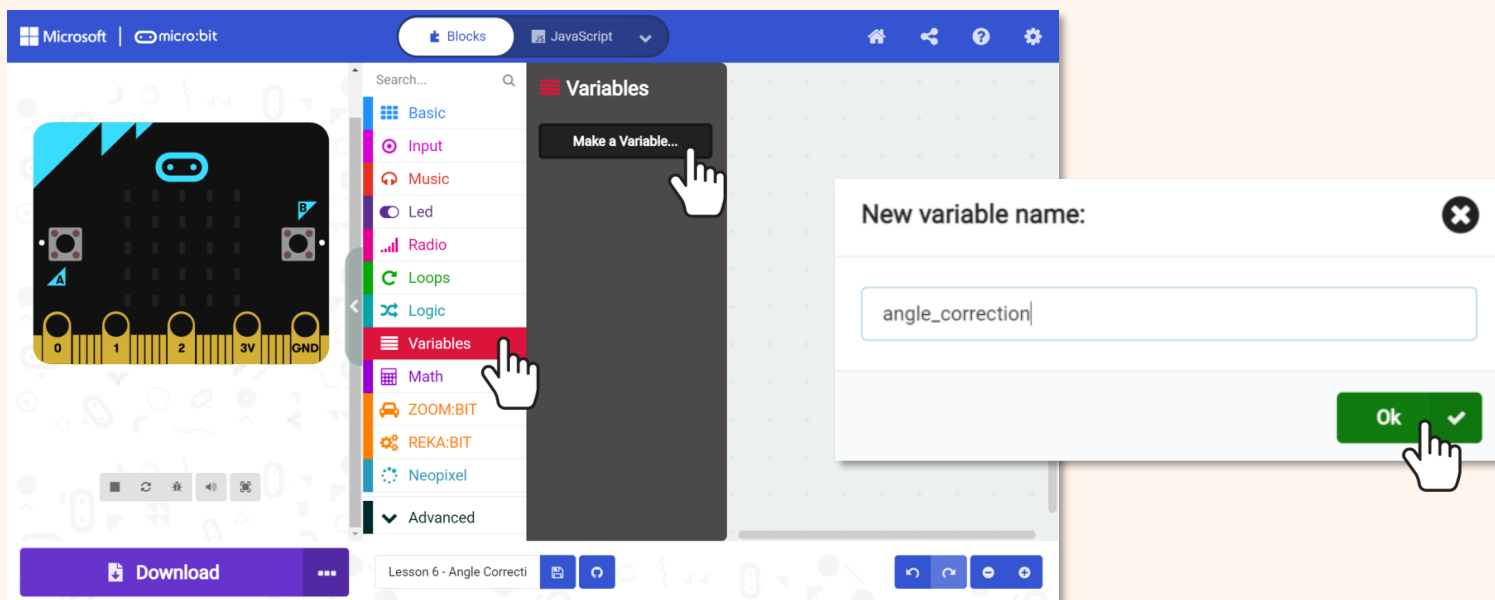 Microsoft | micro:bit
Blocks
JavaScript
Search...
Basic
Input
Music
Led
Radio
Loops
Logic
Variables
Math
ZOOM:BIT
REKA:BIT
Neopixel
Advanced
Variables
Make a Variable...
B
A
0 1 2 3V GND
New variable name:
angle_correction
Ok
Download
Lesson 6 - Angle Correcti